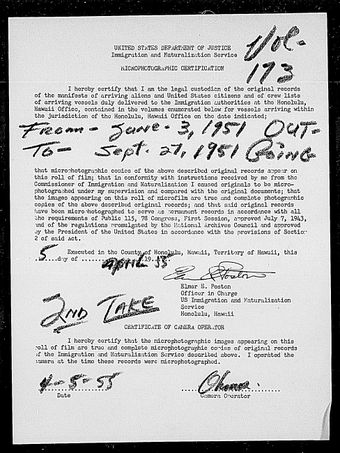 Vol-
173
UNITED STATES DEPARTMENT OF JUSTICE
Immigration and Naturalization Service
MICROPHOTOGRAPHIC CERTIFICATION
I hereby certify that I am the legal custodian of the original records
of the manifests of arriving aliens and United States citizens and of crew lists
of arriving vessels duly delivered to the Immigration authorities at the Honolulu,
Hawaii Office, contained in the volumes enumerated below for vessels arriving within
the jurisdiction of the Honolulu, Hawaii Office on the date indicated;
From- June- 3, 1951 OUT-
To- Sept. 27, 1951 GOING
that microphotographic copies of the above described original records appear on
this roll of film; that in conformity with instructions received by me from the
Commissioner of Immigration and Naturalization I caused originals to be micro-
photographed under my supervision and compared with the original documents; that
the images appearing on this roll of microfilm are true and complete photographic
copies of the above described original records; and that said original records
have been micro photographed to serve as permanent records in accordance with all
the requirements of Public 115, 78 Congress, First Session, approved July 7, 1943,
and of the regulations promulgated by the National Archives Council and approved
by the President of the United States in accordance with the provisions of Section
2 of said act.
Executed in the County of Honolulu, Hawaii, Territory of Hawaii, this
5 day of April 19 55
Elmer S. Poston
Officer in Charge
US Immigration and Naturalization
Service
Honolulu, Hawaii
2ND TAKE
CERTIFICATE OF CAMERA OPERATOR
I hereby certify that the microphotographic images appearing on this
roll of film are true and complete microphotographic copies of original records
of the Immigration and Naturalization Service described above. I operated the
camera at the time these records were microphotographed.
4-5-55
Date
Camera Operator